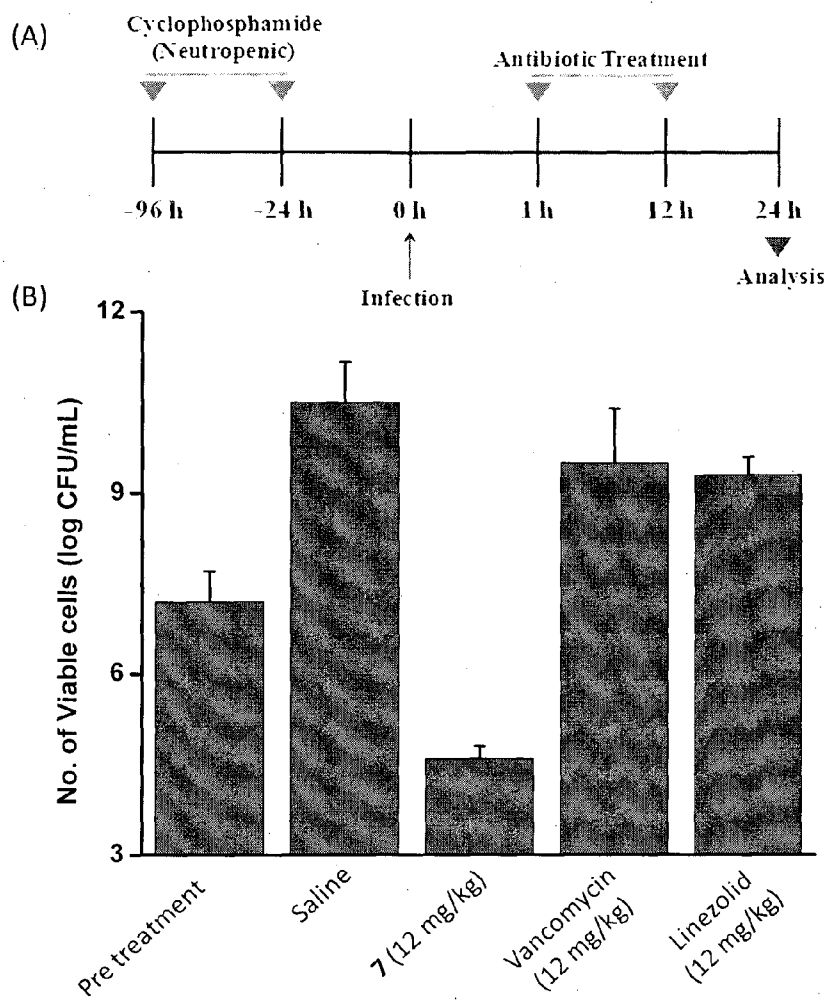 (A)
Cyclophosphamide
(Neutropenic)
Antibiotic Treatment
-96 h
-24 h
0 h
1 h
12 h
24 h
Infection
Analysis
(B)
12
9
6
3
No. of Viable cells (log CFU/mL)
Pre treatment
Saline
7 (12 mg/kg)
Vancomycin
(12 mg/kg)
Linezolid
(12 mg/kg)